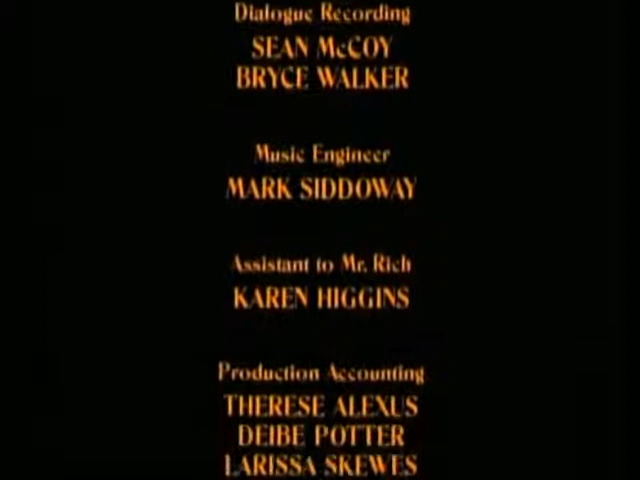 Dialogue Recording
SEAN McCOY
BRYCE WALKER
Music Engineer
MARK SIDDOWAY
Assistant to Mr. Rich
KAREN HIGGINS
Production Accounting
THERESE ALEXUS
DEIBE POTTER
LARISSA SKEWES